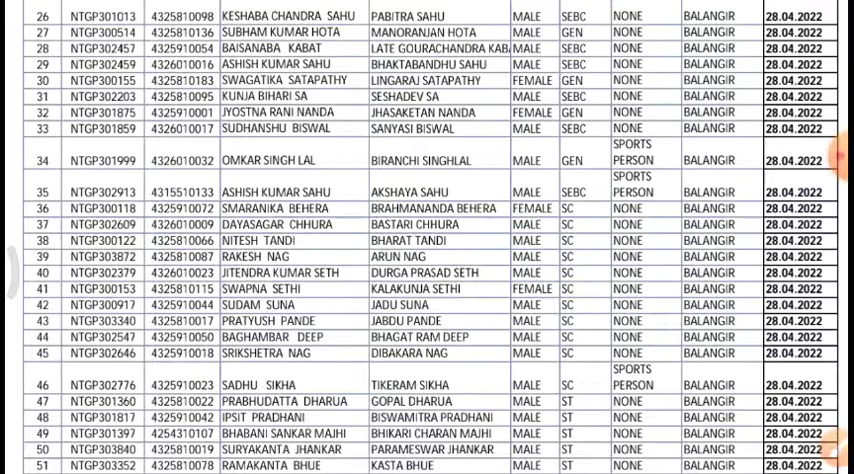 26 NTGP301013 4325810098 KESHABA CHANDRA SAHU PABITRA SAHU MALE SEBC NONE BALANGIR 28.04.2022
27 NTGP300514 4325810136 SUBHAM KUMAR HOTA MANORANJAN HOTA MALE GEN NONE BALANGIR 28.04.2022
28 NTGP302457 4325910054 BAISANABA KABAT LATE GOURACHANDRA KAB MALE SEBC NONE BALANGIR 28.04.2022
29 NTGP302459 4326010016 ASHISH KUMAR SAHU BHAKTABANDHU SAHU MALE SEBC NONE BALANGIR 28.04.2022
30 NTGP300155 4325810183 SWAGATIKA SATAPATHY LINGARAJ SATAPATHY FEMALE GEN NONE BALANGIR 28.04.2022
31 NTGP302203 4325810095 KUNJA BIHARI SA SESHADEV SA MALE SEBC NONE BALANGIR 28.04.2022
32 NTGP301875 4325910001 JYOSTNA RANI NANDA JHASAKETAN NANDA FEMALE GEN NONE BALANGIR 28.04.2022
33 NTGP301859 4326010017 SUDHANSHU BISWAL SANYASI BISWAL MALE SEBC NONE BALANGIR 28.04.2022
SPORTS
34 NTGP301999 4326010032 OMKAR SINGH LAL BIRANCHI SINGHLAL MALE GEN PERSON BALANGIR 28.04.2022
SPORTS
35 NTGP302913 4315510133 ASHISH KUMAR SAHU AKSHAYA SAHU MALE SEBC PERSON BALANGIR 28.04.2022
36 NTGP300118 4325910072 SMARANIKA BEHERA BRAHMANANDA BEHERA FEMALE SC NONE BALANGIR 28.04.2022
37 NTGP302609 4326010009 DAYASAGAR CHHURA BASTARI CHHURA MALE SC NONE BALANGIR 28.04.2022
38 NTGP300122 4325810066 NITESH TANDI BHARAT TANDI MALE SC NONE BALANGIR 28.04.2022
39 NTGP303872 4325810087 RAKESH NAG ARUN NAG MALE SC NONE BALANGIR 28.04.2022
40 NTGP302379 4326010023 JITENDRA KUMAR SETH DURGA PRASAD SETH MALE SC NONE BALANGIR 28.04.2022
41 NTGP300153 4325810115 SWAPNA SETHI KALAKUNJA SETHI FEMALE SC NONE BALANGIR 28.04.2022
42 NTGP300917 4325910044 SUDAM SUNA JADU SUNA MALE SC NONE BALANGIR 28.04.2022
43 NTGP303340 4325810017 PRATYUSH PANDE JABDU PANDE MALE SC NONE BALANGIR 28.04.2022
44 NTGP302547 4325910050 BAGHAMBAR DEEP BHAGAT RAM DEEP MALE SC NONE BALANGIR 28.04.2022
45 NTGP302646 4325910018 SRIKSHETRA NAG DIBAKARA NAG MALE SC NONE BALANGIR 28.04.2022
SPORTS
46 NTGP302776 4325910023 SADHU SIKHA TIKERAM SIKHA MALE SC PERSON BALANGIR 28.04.2022
47 NTGP301360 4325810022 PRABHUDATTA DHARUA GOPAL DHARUA MALE ST NONE BALANGIR 28.04.2022
48 NTGP301817 4325910042 IPSIT PRADHANI BISWAMITRA PRADHANI MALE ST NONE BALANGIR 28.04.2022
49 NTGP301397 4254310107 BHABANI SANKAR MAJHI BHIKARI CHARAN MAJHI MALE ST NONE BALANGIR 28.04.2022
50 NTGP303840 4325810019 SURYAKANTA JHANKAR PARAMESWAR JHANKAR MALE ST NONE BALANGIR 28.04.2022
51 NTGP303352 4325810078 RAMAKANTA BHUE KASTA BHUE MALE ST NONE BALANGIR 28.04.2022